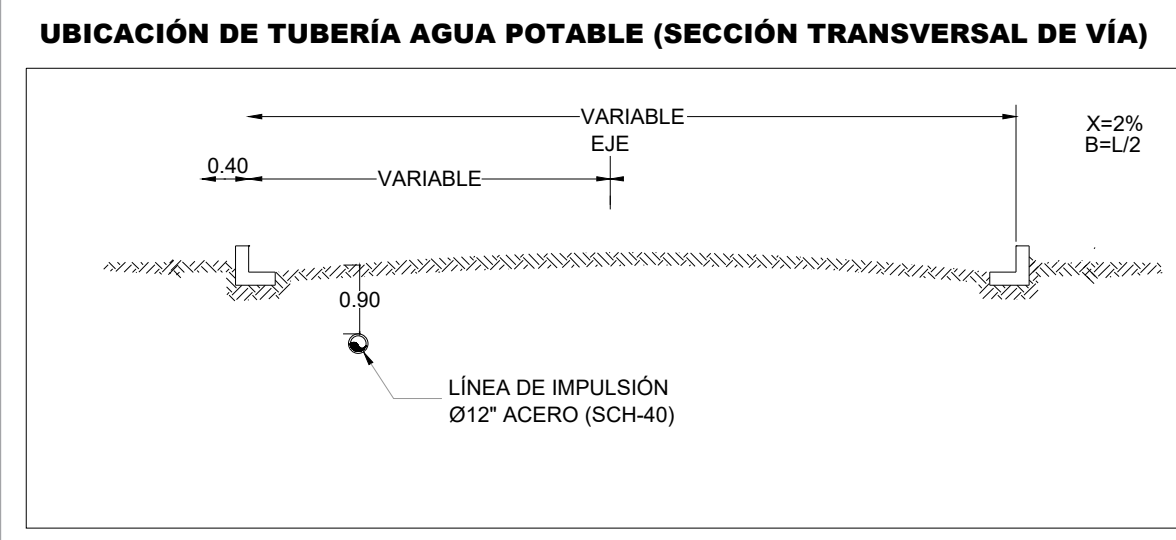 UBICACIÓN DE TUBERÍA AGUA POTABLE (SECCIÓN TRANSVERSAL DE VÍA)
VARIABLE
X=2%
B=L/2
EJE
0.40
VARIABLE
0.90
LÍNEA DE IMPULSIÓN
Ø12" ACERO (SCH-40)